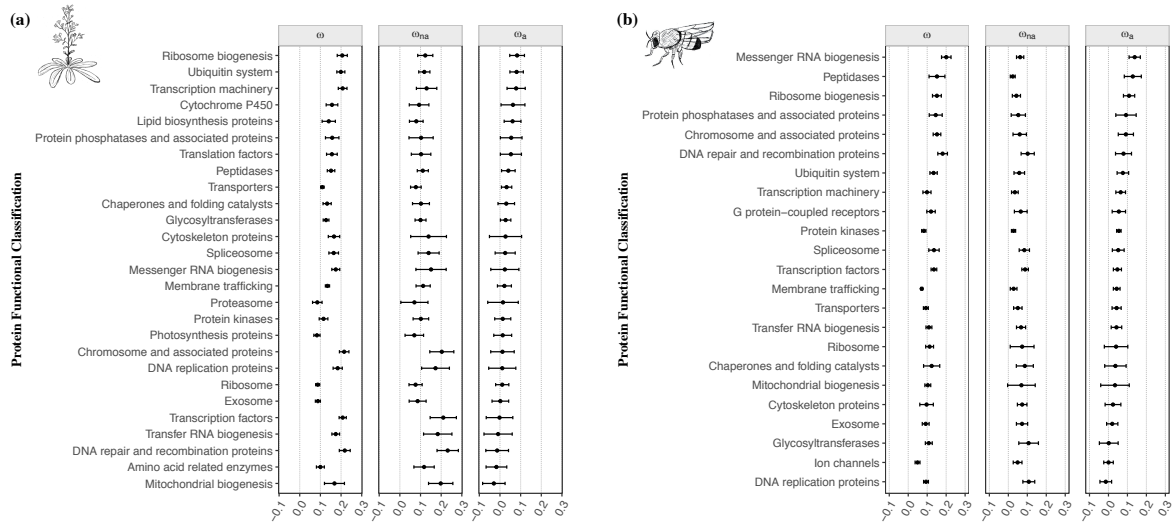 (a)
ω
ωna
ωa
Protein Functional Classification
Ribosome biogenesis
Ubiquitin system
Transcription machinery
Cytochrome P450
Lipid biosynthesis proteins
Protein phosphatases and associated proteins
Translation factors
Peptidases
Transporters
Chaperones and folding catalysts
Glycosyltransferases
Cytoskeleton proteins
Spliceosome
Messenger RNA biogenesis
Membrane trafficking
Proteasome
Protein kinases
Photosynthesis proteins
Chromosome and associated proteins
DNA replication proteins
Ribosome
Exosome
Transcription factors
Transfer RNA biogenesis
DNA repair and recombination proteins
Amino acid related enzymes
Mitochondrial biogenesis
−0.1 0.0 0.1 0.2 0.3 −0.1 0.0 0.1 0.2 0.3 −0.1 0.0 0.1 0.2 0.3
(b)
ω
ωna
ωa
Protein Functional Classification
Messenger RNA biogenesis
Peptidases
Ribosome biogenesis
Protein phosphatases and associated proteins
Chromosome and associated proteins
DNA repair and recombination proteins
Ubiquitin system
Transcription machinery
G protein−coupled receptors
Protein kinases
Spliceosome
Transcription factors
Membrane trafficking
Transporters
Transfer RNA biogenesis
Ribosome
Chaperones and folding catalysts
Mitochondrial biogenesis
Cytoskeleton proteins
Exosome
Glycosyltransferases
Ion channels
DNA replication proteins
−0.1 0.0 0.1 0.2 0.3 −0.1 0.0 0.1 0.2 0.3 −0.1 0.0 0.1 0.2 0.3